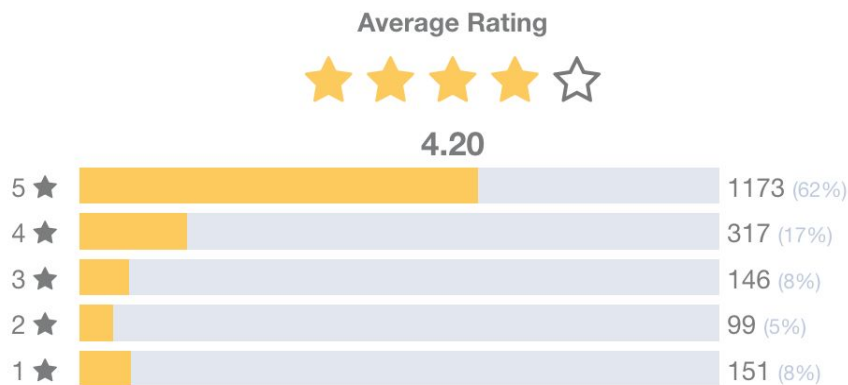 Average Rating
4.20
5 1173 (62%)
4 317 (17%)
3 146 (8%)
2 99 (5%)
1 151 (8%)